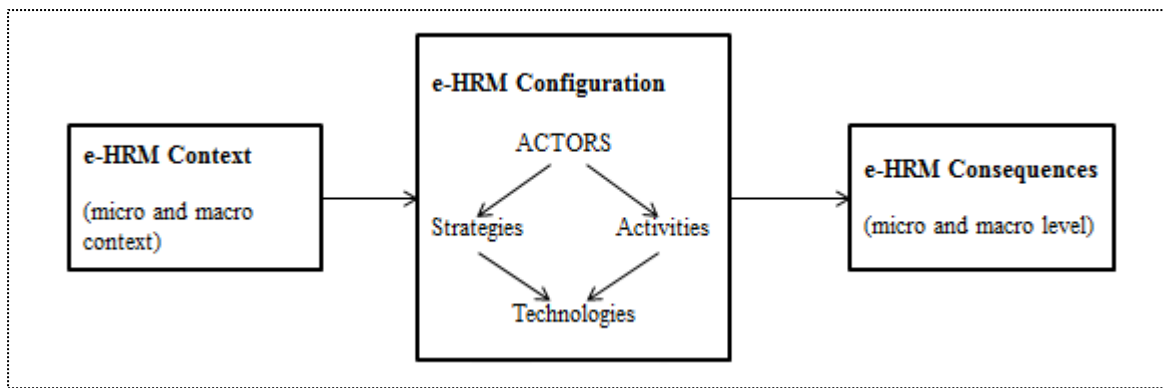 e-HRM Context
(micro and macro
context)
e-HRM Configuration
ACTORS
Strategies
Activities
Technologies
e-HRM Consequences
(micro and macro level)